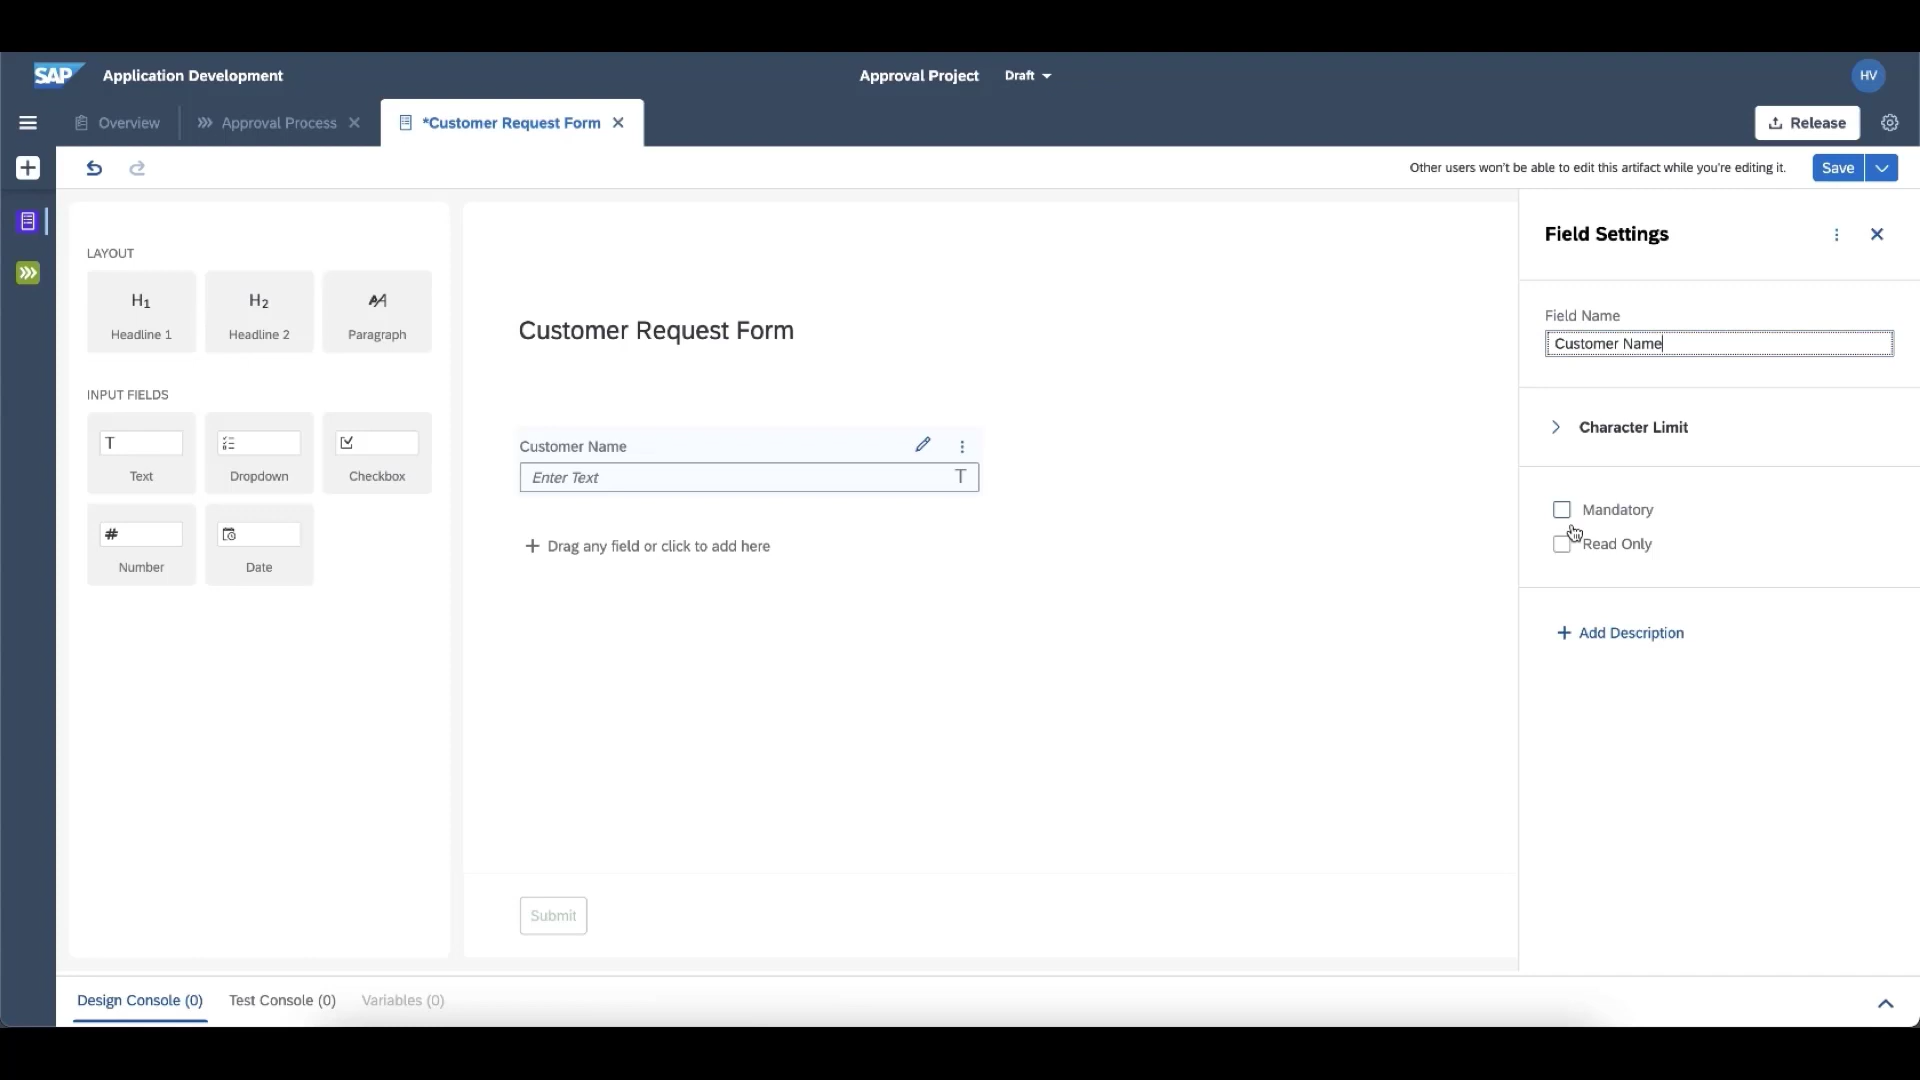 SAP Application Development Approval Project Draft HV
Overview Approval Process *Customer Request Form Release
Other users won't be able to edit this artifact while you're editing it. Save
LAYOUT
H1 H2 AA
Headline 1 Headline 2 Paragraph
INPUT FIELDS
T
Text Dropdown Checkbox
#
Number Date
Customer Request Form
Customer Name
Enter Text T
+ Drag any field or click to add here
Submit
Field Settings
Field Name
Customer Name
Character Limit
Mandatory
Read Only
+ Add Description
Design Console (0) Test Console (0) Variables (0)